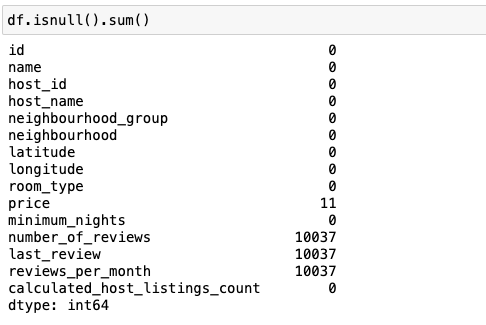 df.isnull().sum()
id 0
name 0
host_id 0
host_name 0
neighbourhood_group 0
neighbourhood 0
latitude 0
longitude 0
room_type 0
price 11
minimum_nights 0
number_of_reviews 10037
last_review 10037
reviews_per_month 10037
calculated_host_listings_count 0
dtype: int64